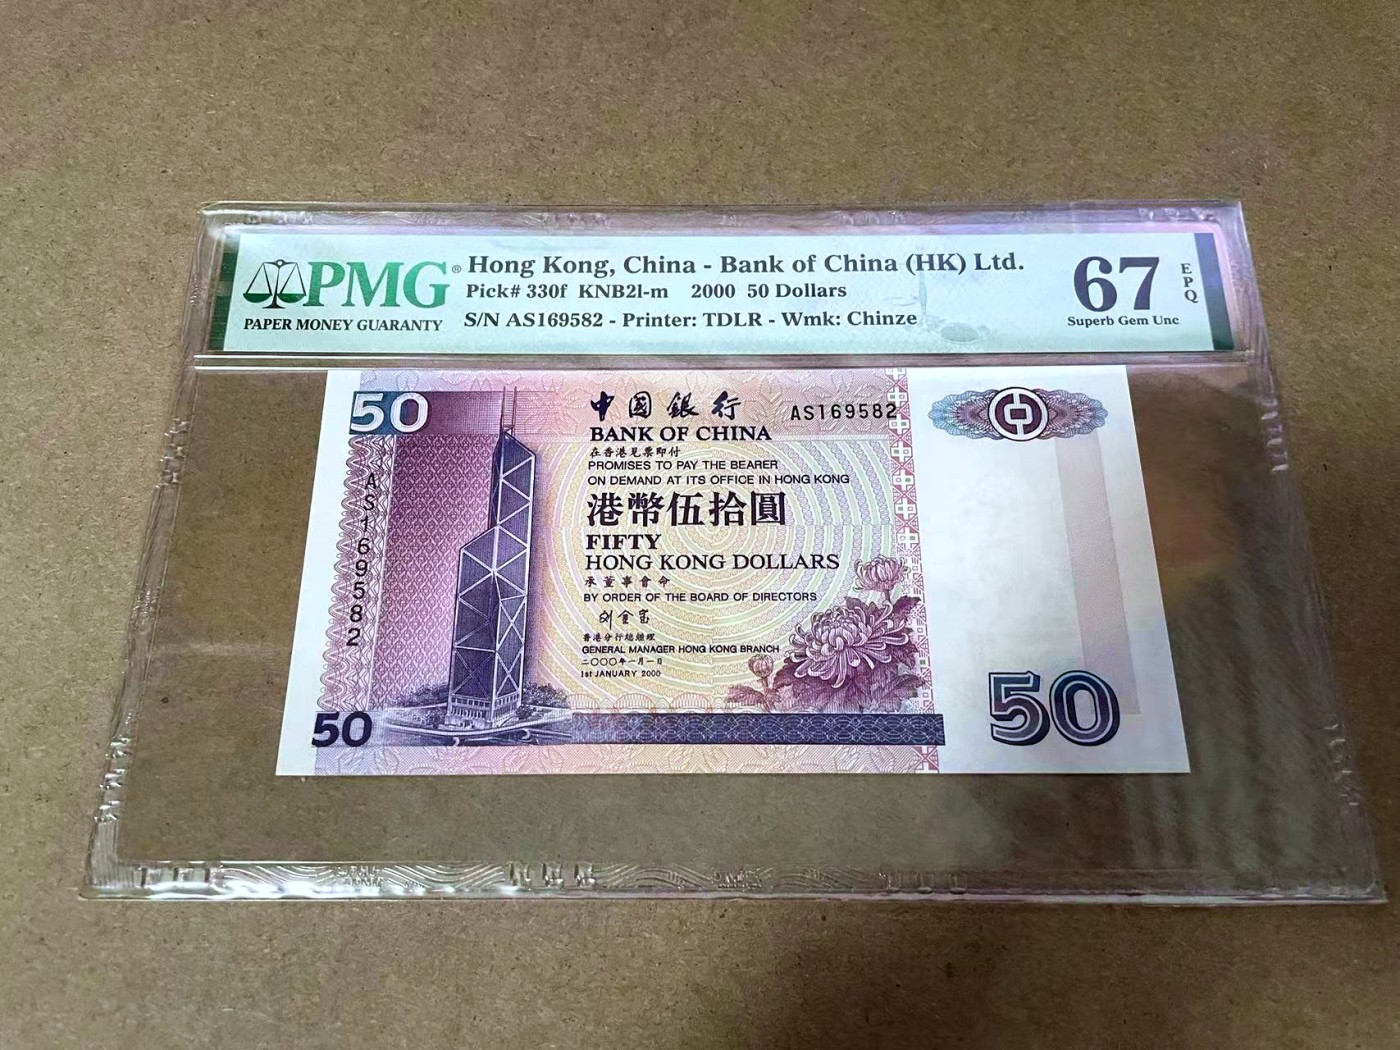 PMG®
PAPER MONEY GUARANTY
Hong Kong, China - Bank of China (HK) Ltd.
Pick# 330f KNB2l-m 2000 50 Dollars
S/N AS169582 - Printer: TDLR - Wmk: Chinze
67
EPQ
Superb Gem Unc
50
中國銀行
AS169582
BANK OF CHINA
在香港見票即付
PROMISES TO PAY THE BEARER
ON DEMAND AT ITS OFFICE IN HONG KONG
港幣伍拾圓
FIFTY
HONG KONG DOLLARS
承董事會命
BY ORDER OF THE BOARD OF DIRECTORS
香港分行總經理
GENERAL MANAGER HONG KONG BRANCH
二〇〇〇年一月一日
1st JANUARY 2000
AS169582
50
50